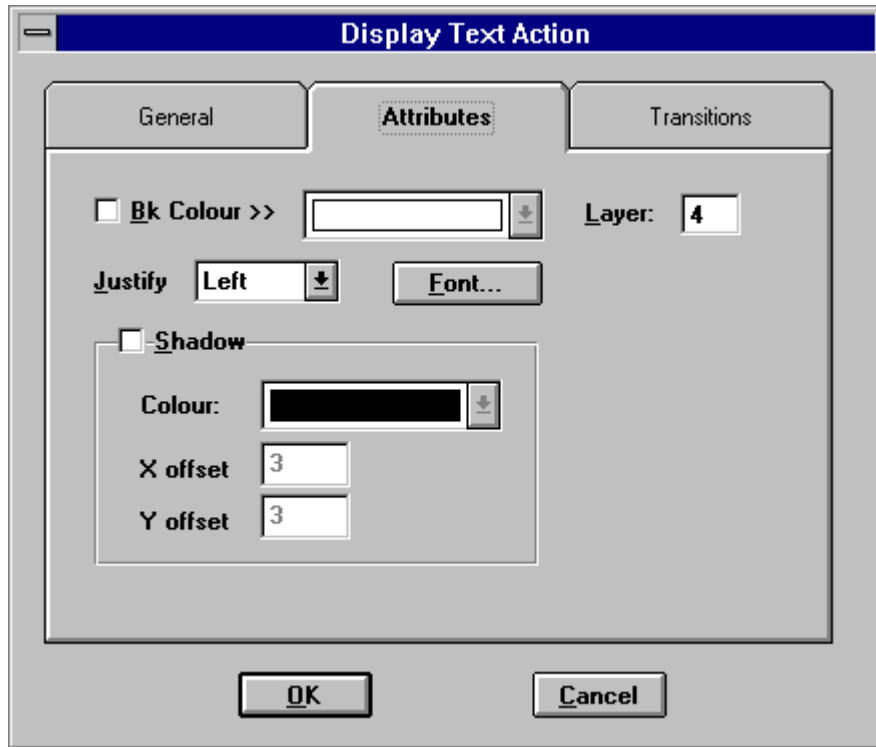 Display Text Action
General Attributes Transitions
Bk Colour >> Layer: 4
Justify Left Font...
Shadow
Colour:
X offset 3
Y offset 3
OK Cancel